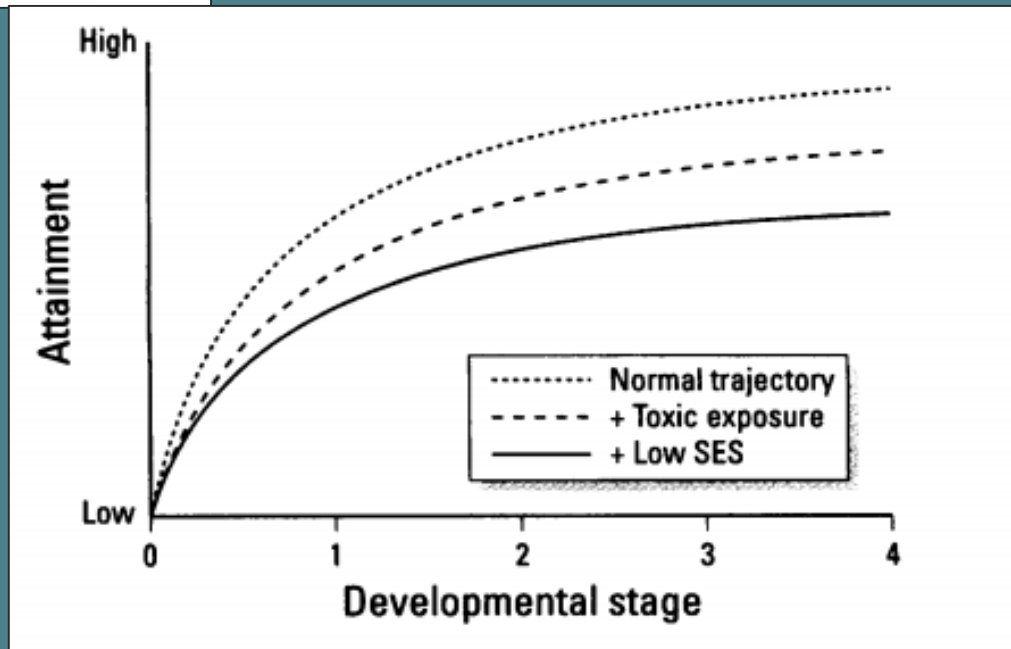 High
Attainment
Normal trajectory
+ Toxic exposure
+ Low SES
Low
0 1 2 3 4
Developmental stage